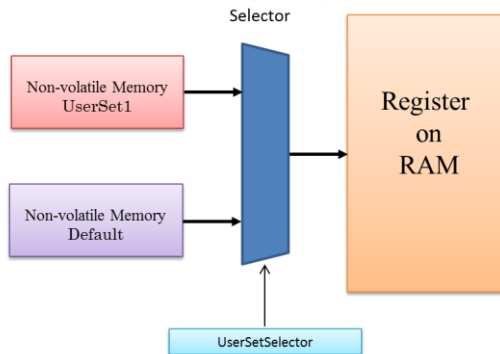 Selector
Non-volatile Memory
UserSet1
Register
on
RAM
Non-volatile Memory
Default
UserSetSelector